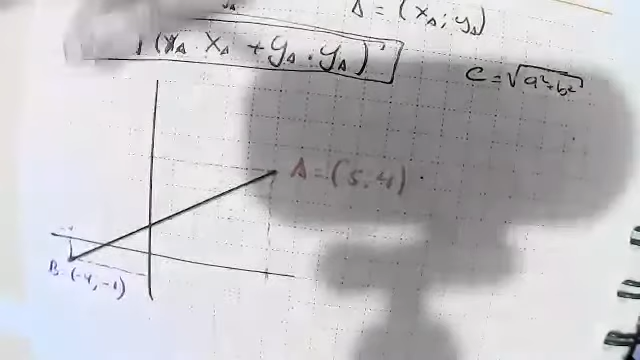 A = (x_A ; y_A)
(x_A . x_A + y_A . y_A)
C = √a²+b²
A = (5, 4)
B = (-4, -1)